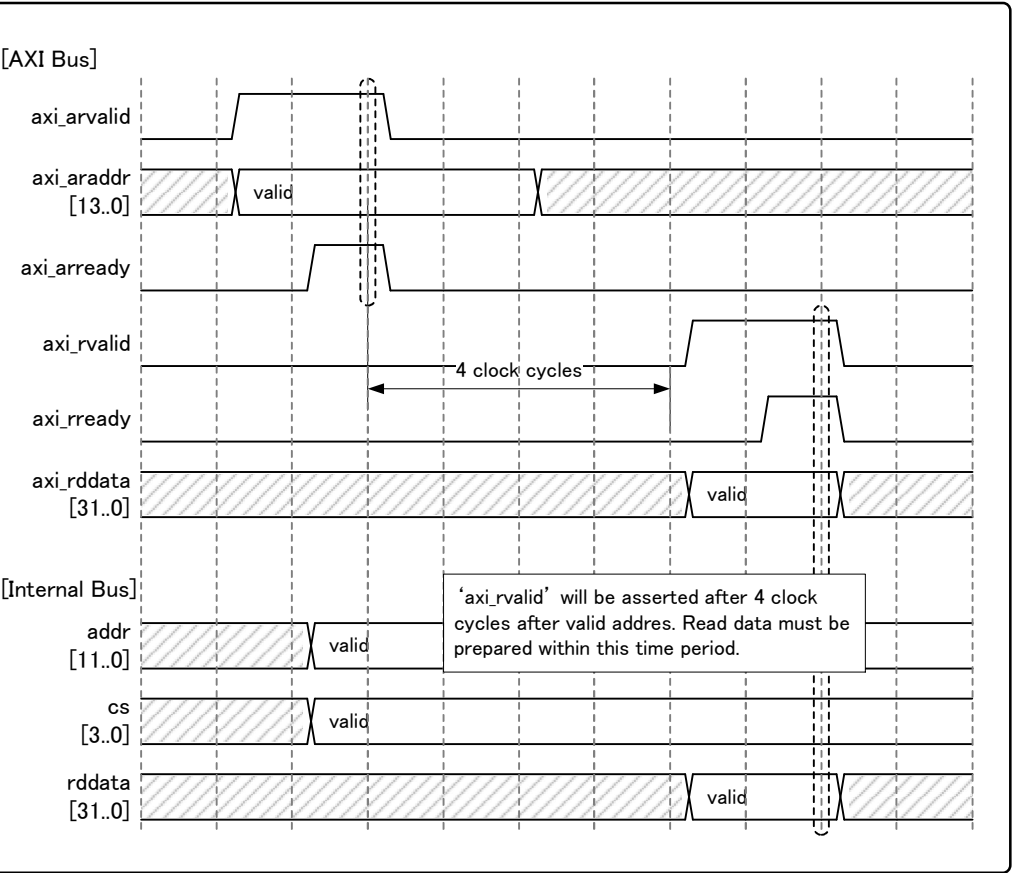 [AXI Bus]
axi_arvalid
axi_araddr
[13..0]
valid
axi_arready
axi_rvalid
4 clock cycles
axi_rready
axi_rddata
[31..0]
valid
[Internal Bus]
‘axi_rvalid’ will be asserted after 4 clock
cycles after valid addres. Read data must be
prepared within this time period.
addr
[11..0]
valid
cs
[3..0]
valid
rddata
[31..0]
valid